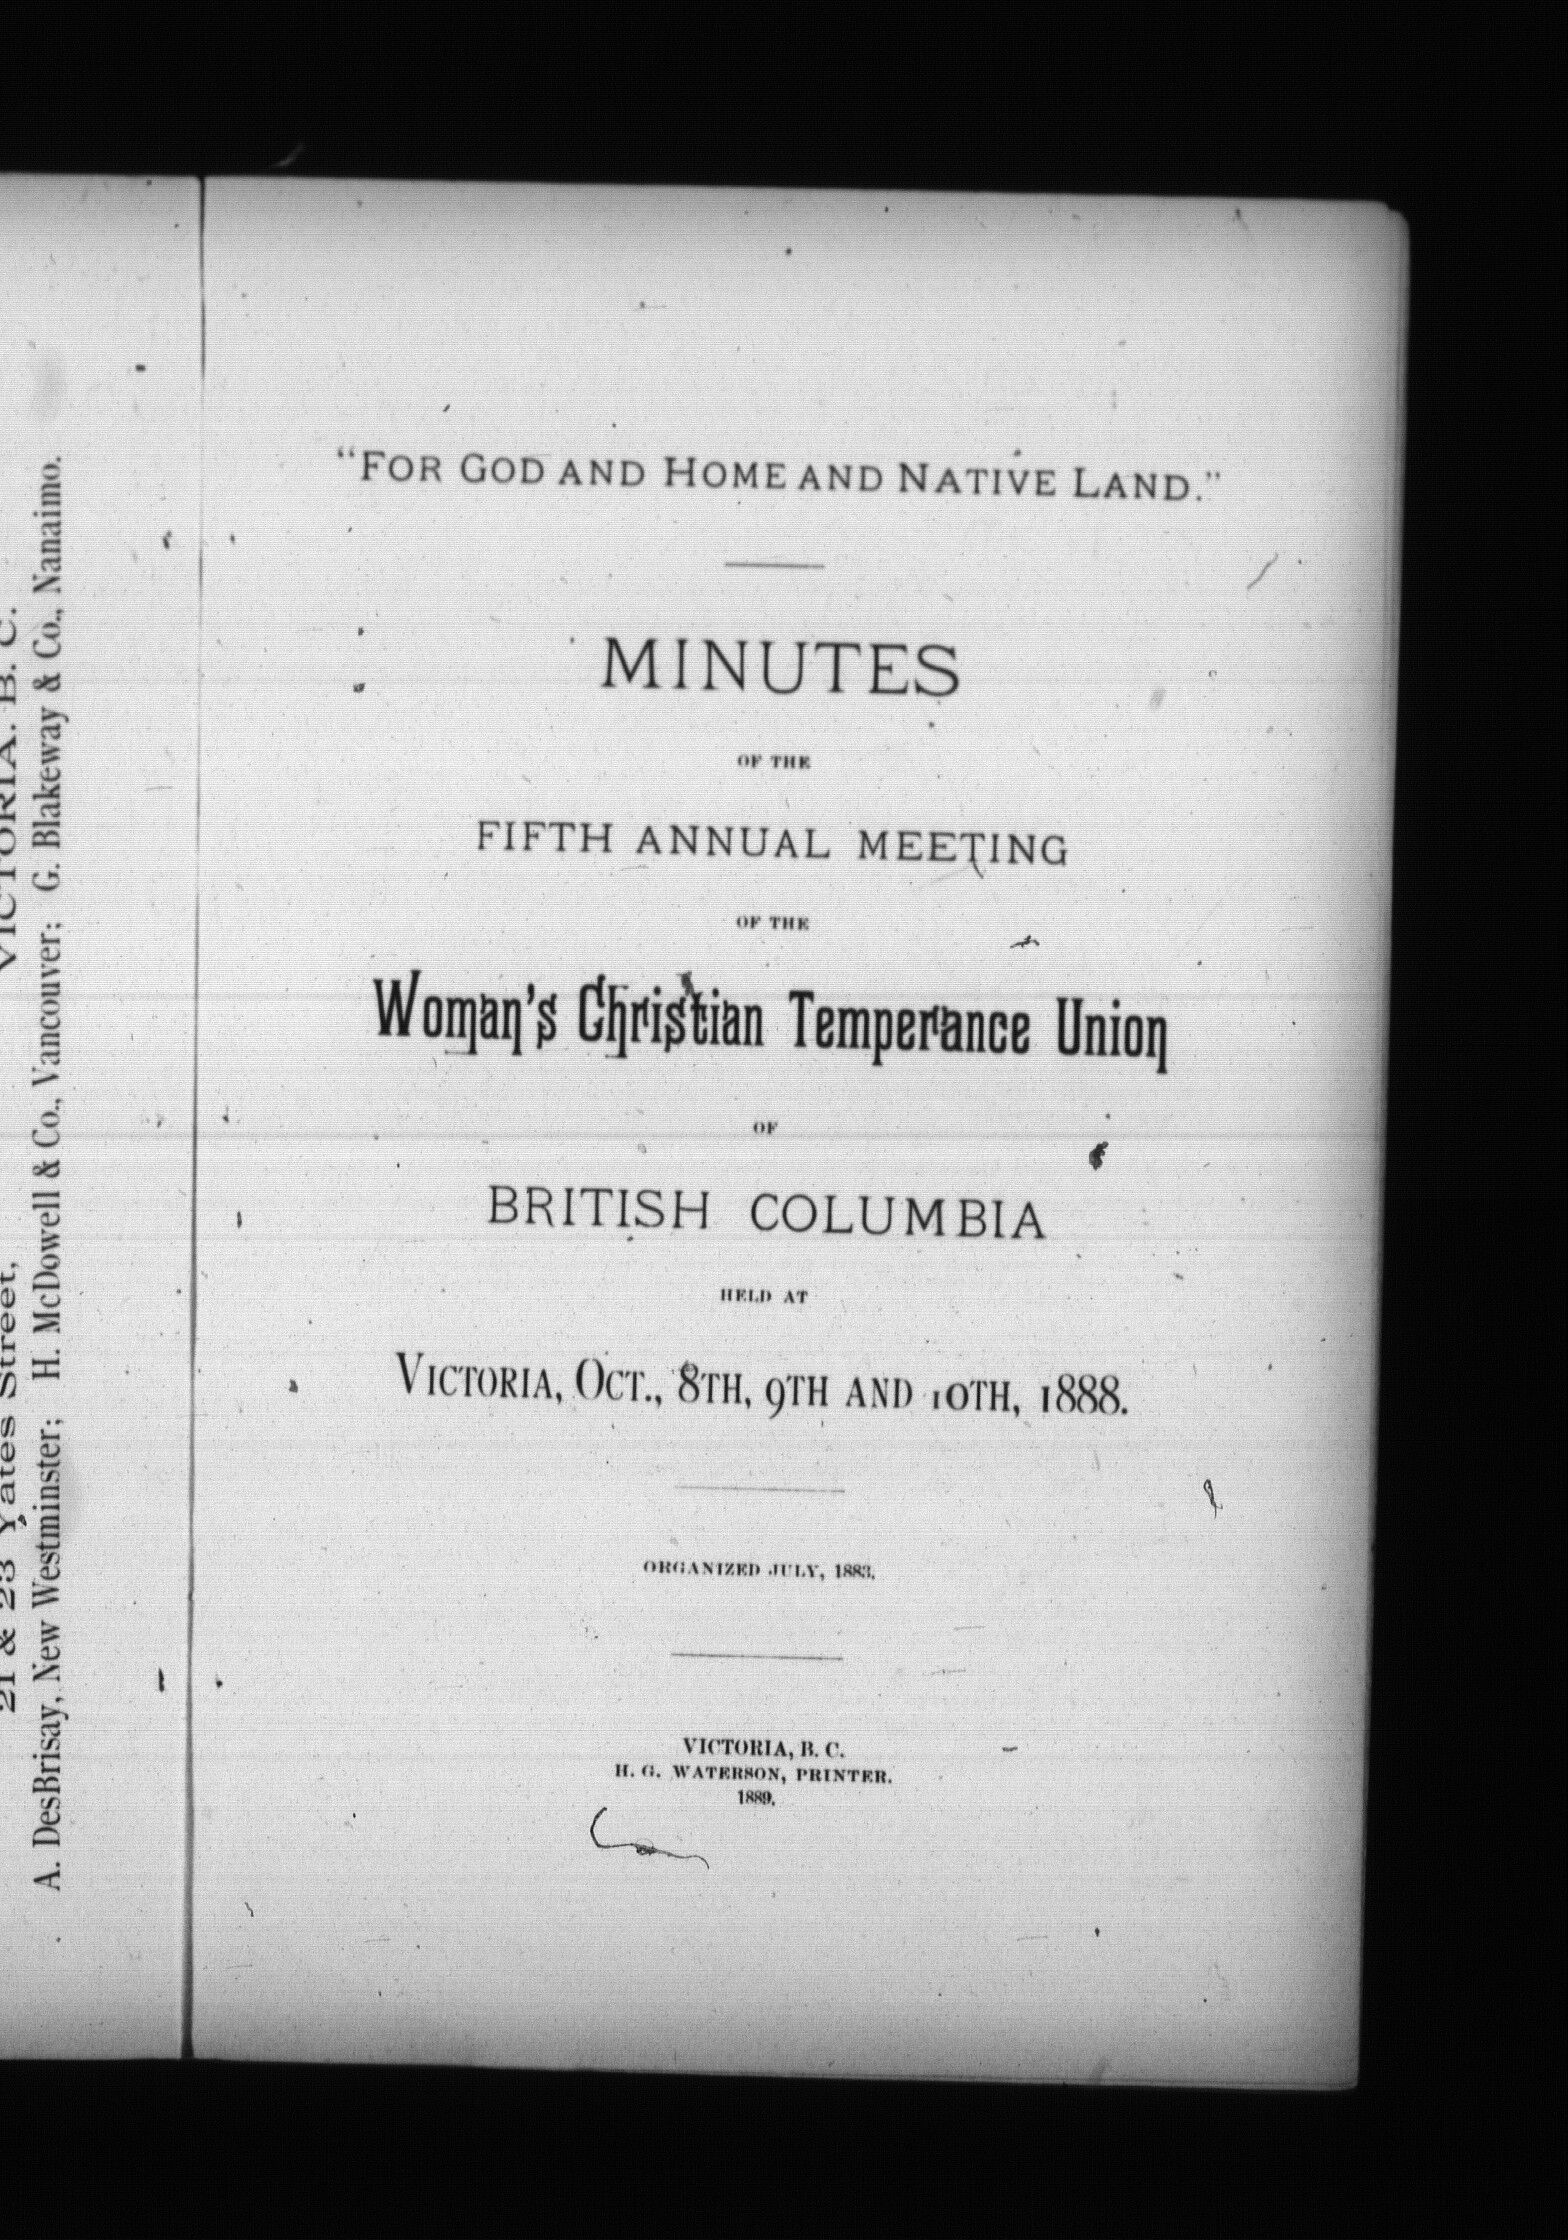 21 & 23 Yates Street, VICTORIA. B. C.
A. DesBrisay, New Westminster; H. McDowell & Co., Vancouver; G. Blakeway & Co., Nanaimo.
"FOR GOD AND HOME AND NATIVE LAND."
MINUTES
OF THE
FIFTH ANNUAL MEETING
OF THE
Woman's Christian Temperance Union
OF
BRITISH COLUMBIA
HELD AT
VICTORIA, OCT., 8TH, 9TH AND 10TH, 1888.
ORGANIZED JULY, 1883.
VICTORIA, B. C.
H. G. WATERSON, PRINTER.
1889.